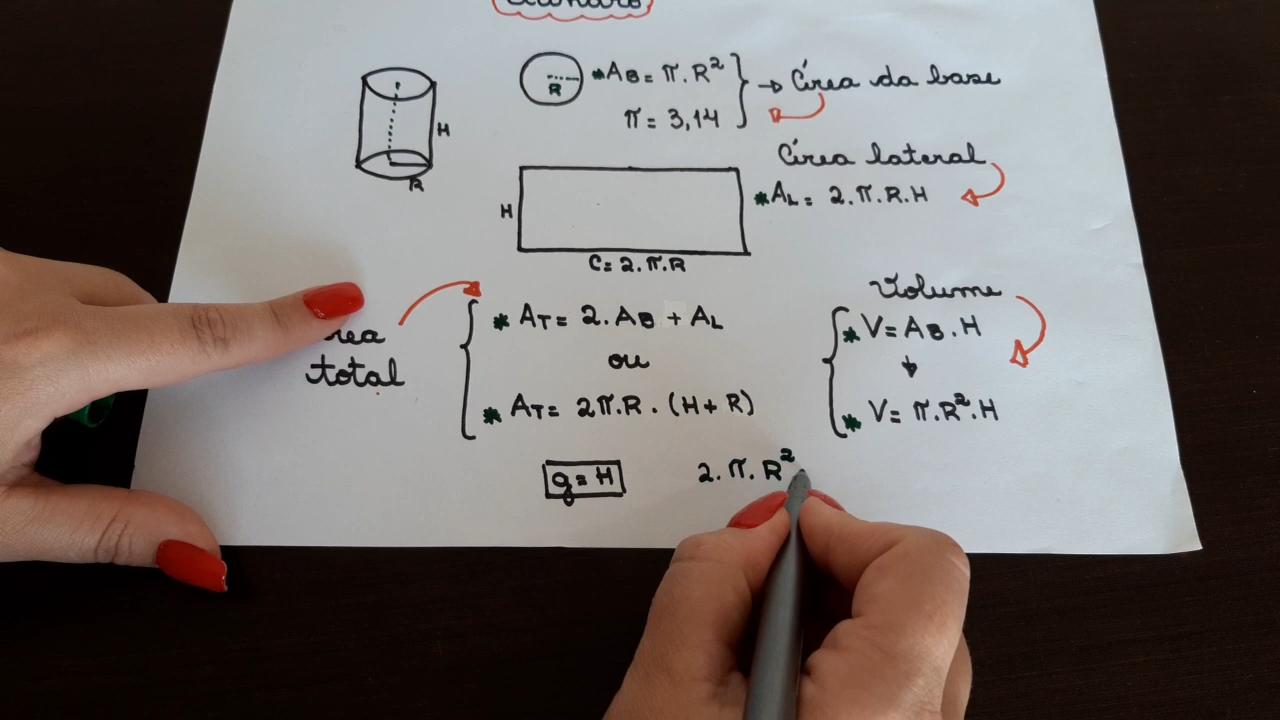 R
* AB = π.R² } → Área da base
π = 3,14
H
R
Área lateral
* AL = 2.π.R.H
H
C = 2.π.R
total
* AT = 2.AB + AL
ou
* AT = 2π.R.(H+R)
Volume
* V = AB.H
* V = π.R².H
g = H
2.π.R²